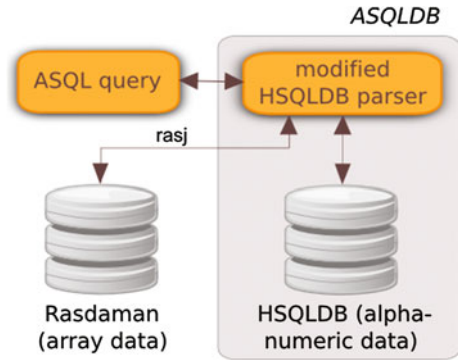 ASQLDB
ASQL query
modified
HSQLDB parser
rasj
Rasdaman
(array data)
HSQLDB (alpha-
numeric data)